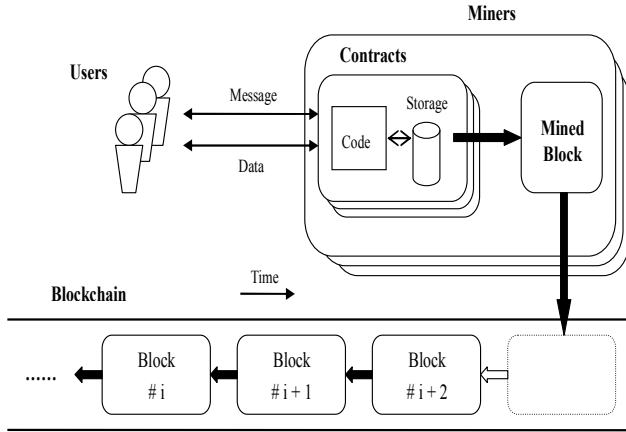 Miners
Contracts
Users
Message
Storage
Code
Mined
Block
Data
Time
Blockchain
......
Block
# i
Block
# i + 1
Block
# i + 2